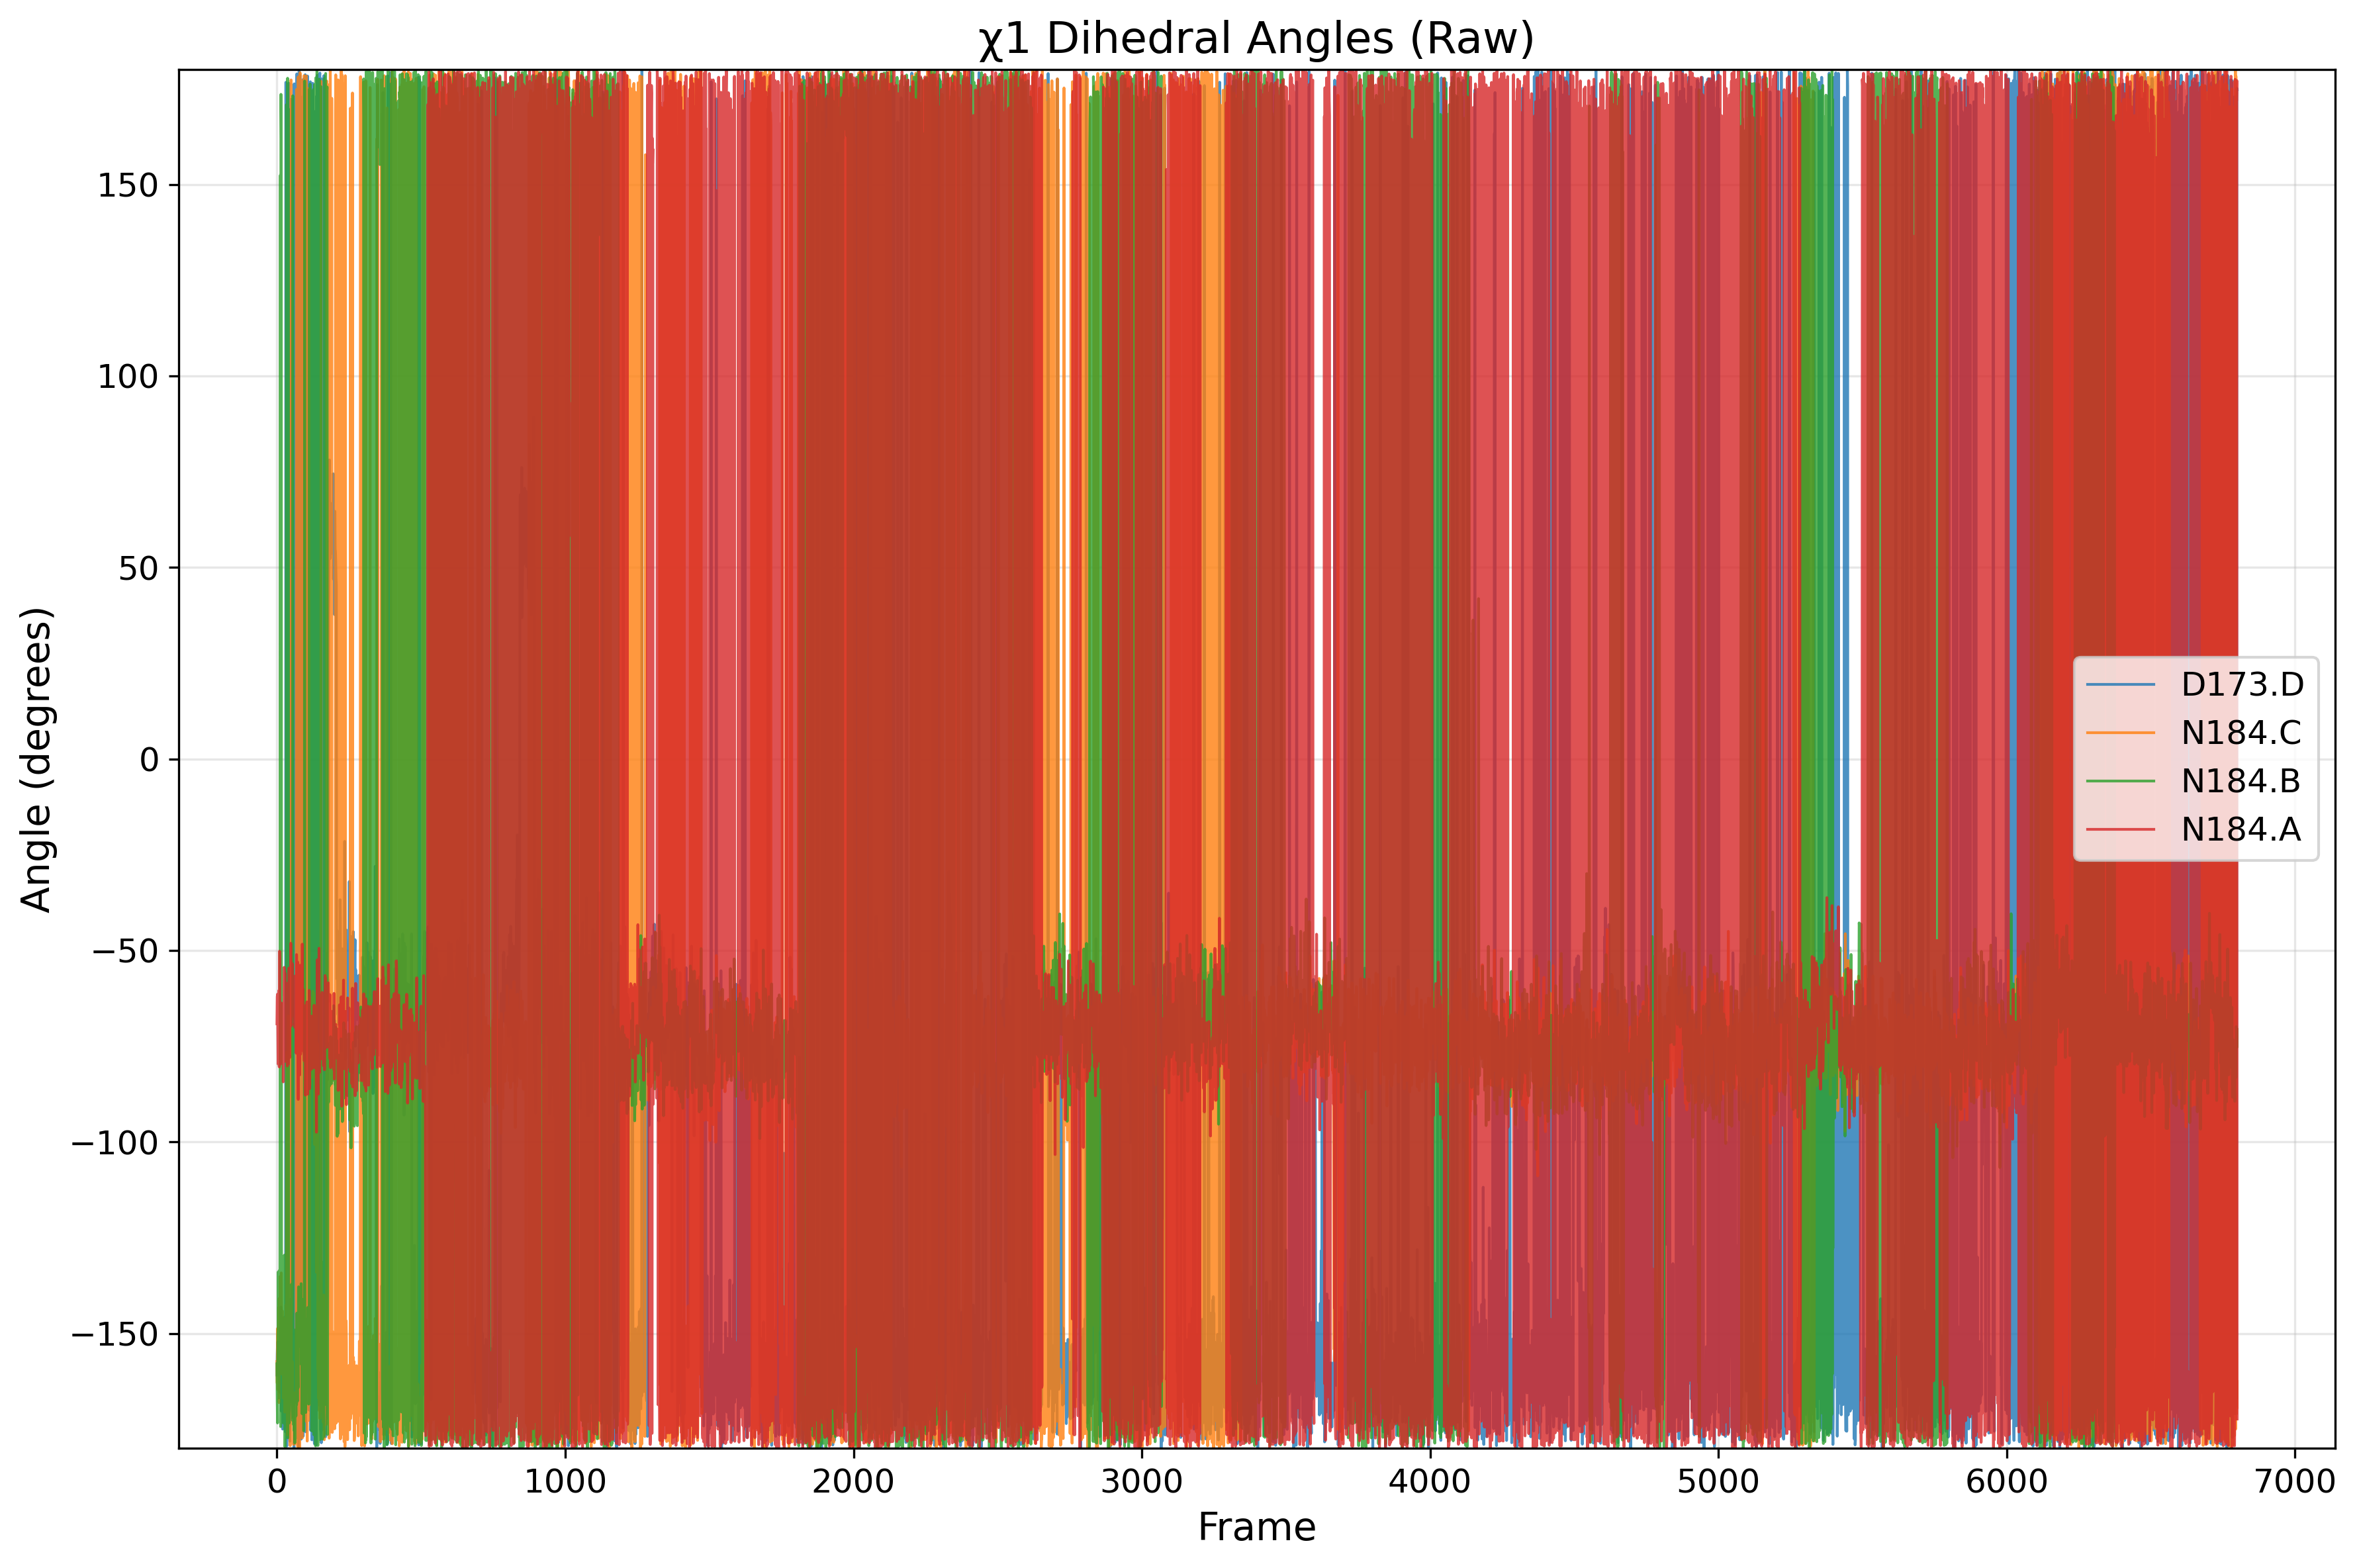 χ1 Dihedral Angles (Raw)
150
100
50
0
−50
−100
−150
Angle (degrees)
D173.D
N184.C
N184.B
N184.A
0 1000 2000 3000 4000 5000 6000 7000
Frame